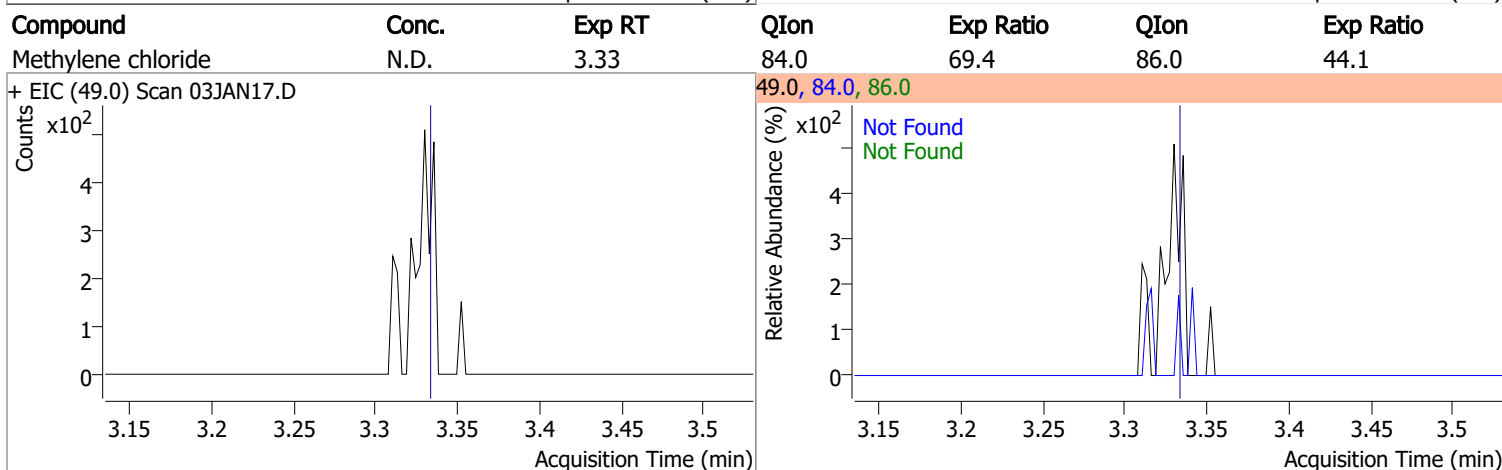 Compound Conc. Exp RT QIon Exp Ratio QIon Exp Ratio
Methylene chloride N.D. 3.33 84.0 69.4 86.0 44.1
+ EIC (49.0) Scan 03JAN17.D
Counts
x10²
4
3
2
1
0
3.15 3.2 3.25 3.3 3.35 3.4 3.45 3.5
Acquisition Time (min)
49.0, 84.0, 86.0
Relative Abundance (%)
x10²
Not Found
Not Found
4
3
2
1
0
3.15 3.2 3.25 3.3 3.35 3.4 3.45 3.5
Acquisition Time (min)